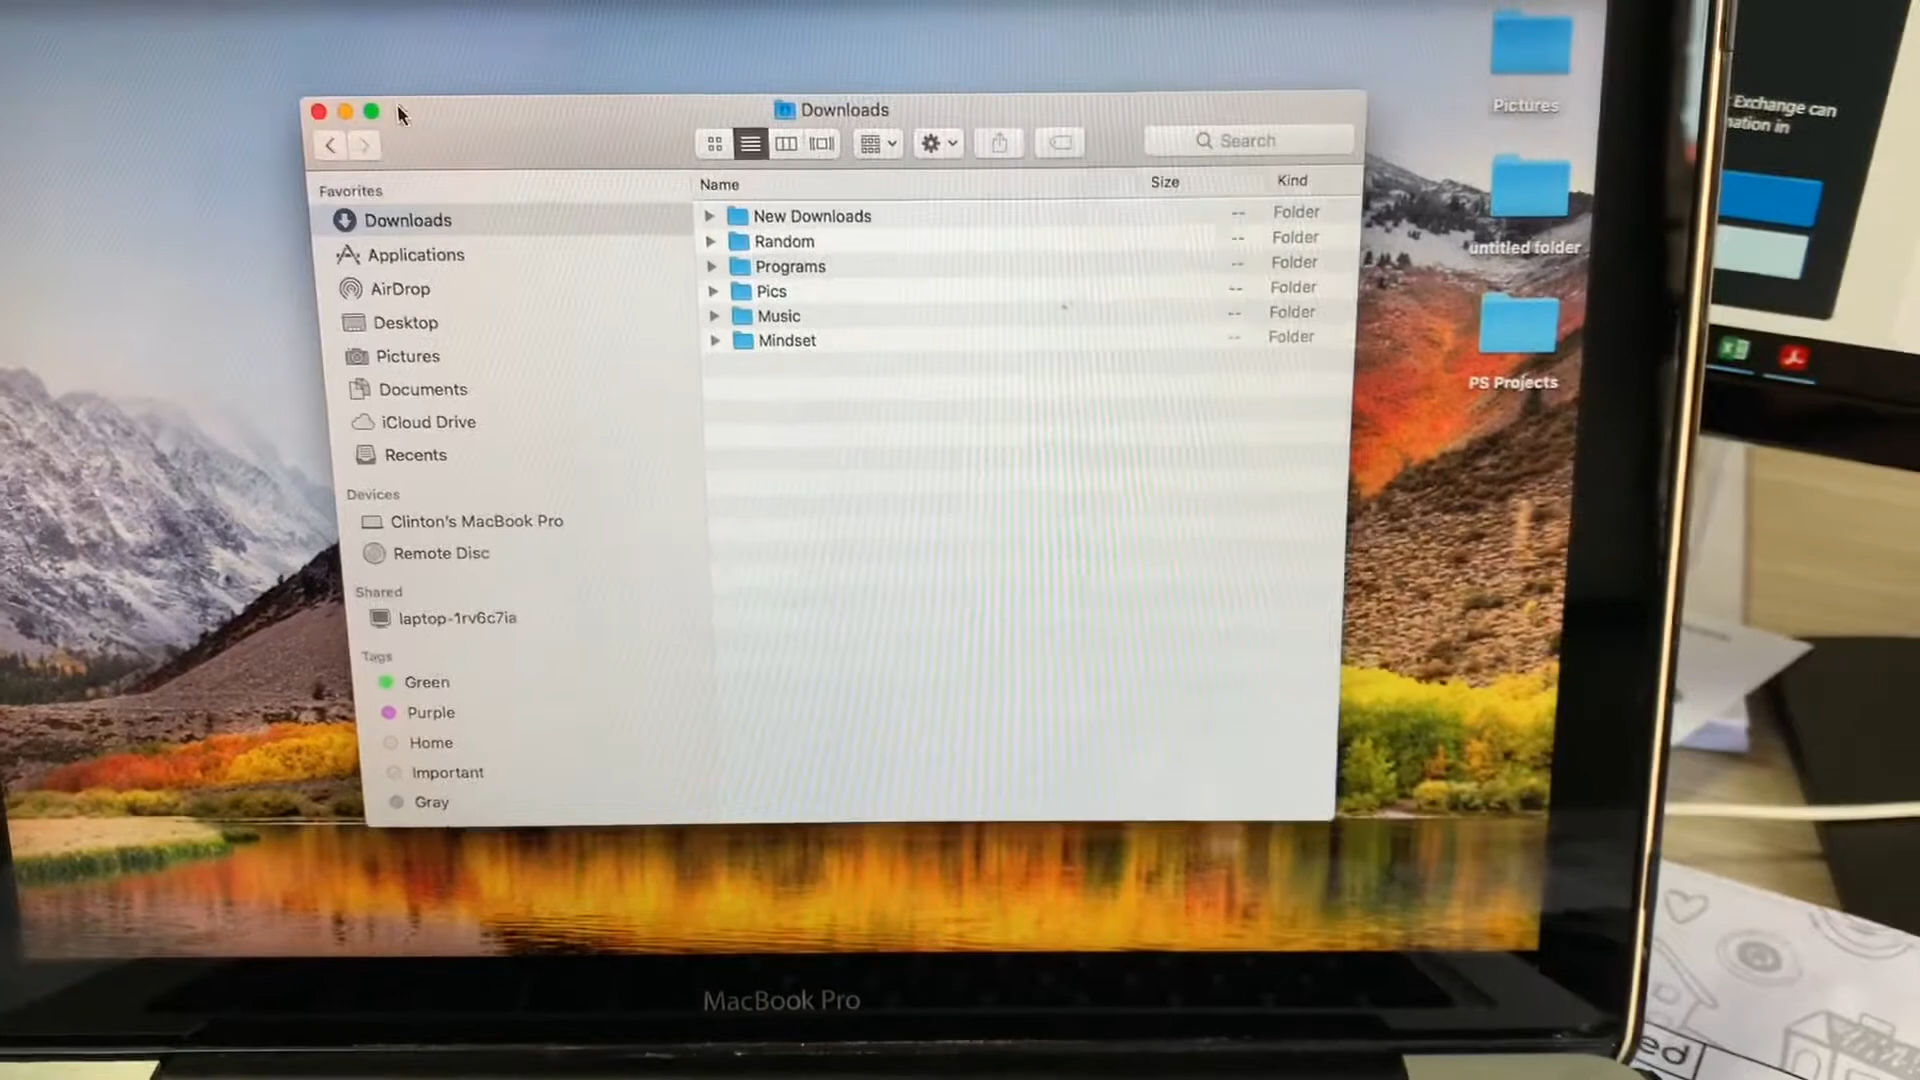 Downloads
Search
Favorites
Downloads
Applications
AirDrop
Desktop
Pictures
Documents
iCloud Drive
Recents
Devices
Clinton's MacBook Pro
Remote Disc
Shared
laptop-1rv6c7ia
Tags
Green
Purple
Home
Important
Gray
Name Size Kind
New Downloads -- Folder
Random -- Folder
Programs -- Folder
Pics -- Folder
Music -- Folder
Mindset -- Folder
Pictures
untitled folder
PS Projects
Exchange can
in
MacBook Pro